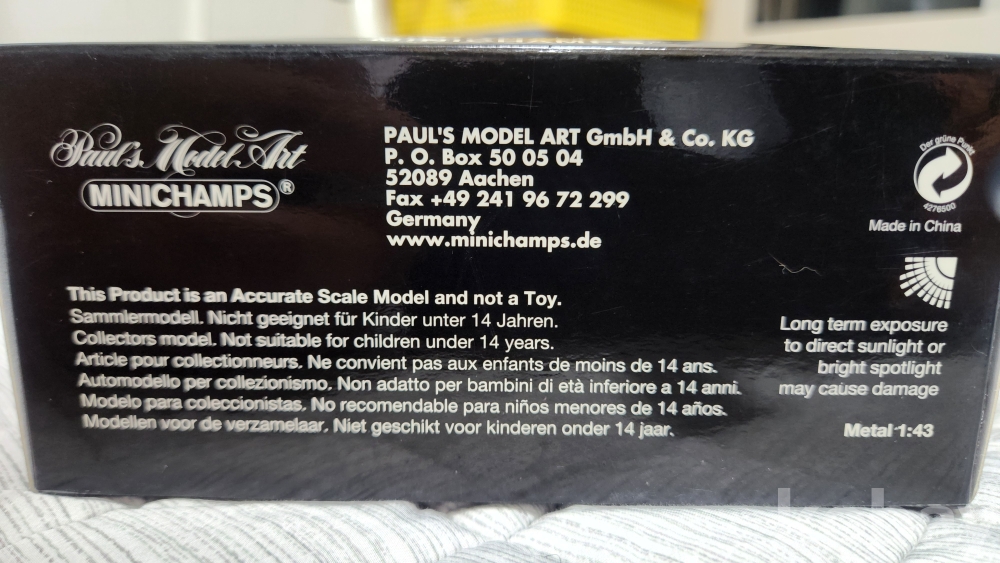 Paul's Model Art
MINICHAMPS®
PAUL'S MODEL ART GmbH & Co. KG
P. O. Box 50 05 04
52089 Aachen
Fax +49 241 96 72 299
Germany
www.minichamps.de
Der grüne Punkt
4276500
Made in China
This Product is an Accurate Scale Model and not a Toy.
Sammlermodell. Nicht geeignet für Kinder unter 14 Jahren.
Collectors model. Not suitable for children under 14 years.
Article pour collectionneurs. Ne convient pas aux enfants de moins de 14 ans.
Automodello per collezionismo. Non adatto per bambini di età inferiore a 14 anni.
Modelo para coleccionistas. No recomendable para niños menores de 14 años.
Modellen voor de verzamelaar. Niet geschikt voor kinderen onder 14 jaar.
Long term exposure
to direct sunlight or
bright spotlight
may cause damage
Metal 1:43